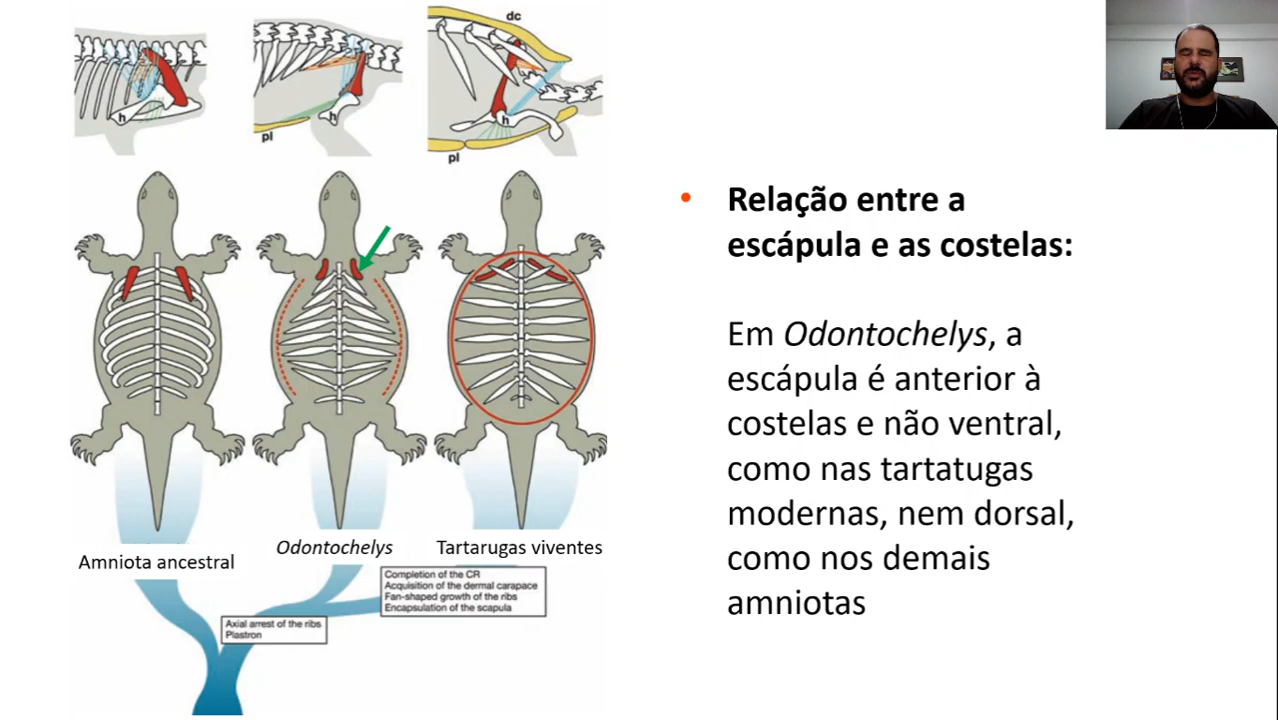 dc
h
h
h
pl
pl
Relação entre a
escápula e as costelas:
Em Odontochelys, a
escápula é anterior à
costelas e não ventral,
como nas tartatugas
modernas, nem dorsal,
como nos demais
amniotas
Amniota ancestral
Odontochelys
Tartarugas viventes
Completion of the CR
Acquisition of the dermal carapace
Fan-shaped growth of the ribs
Encapsulation of the scapula
Axial arrest of the ribs
Plastron